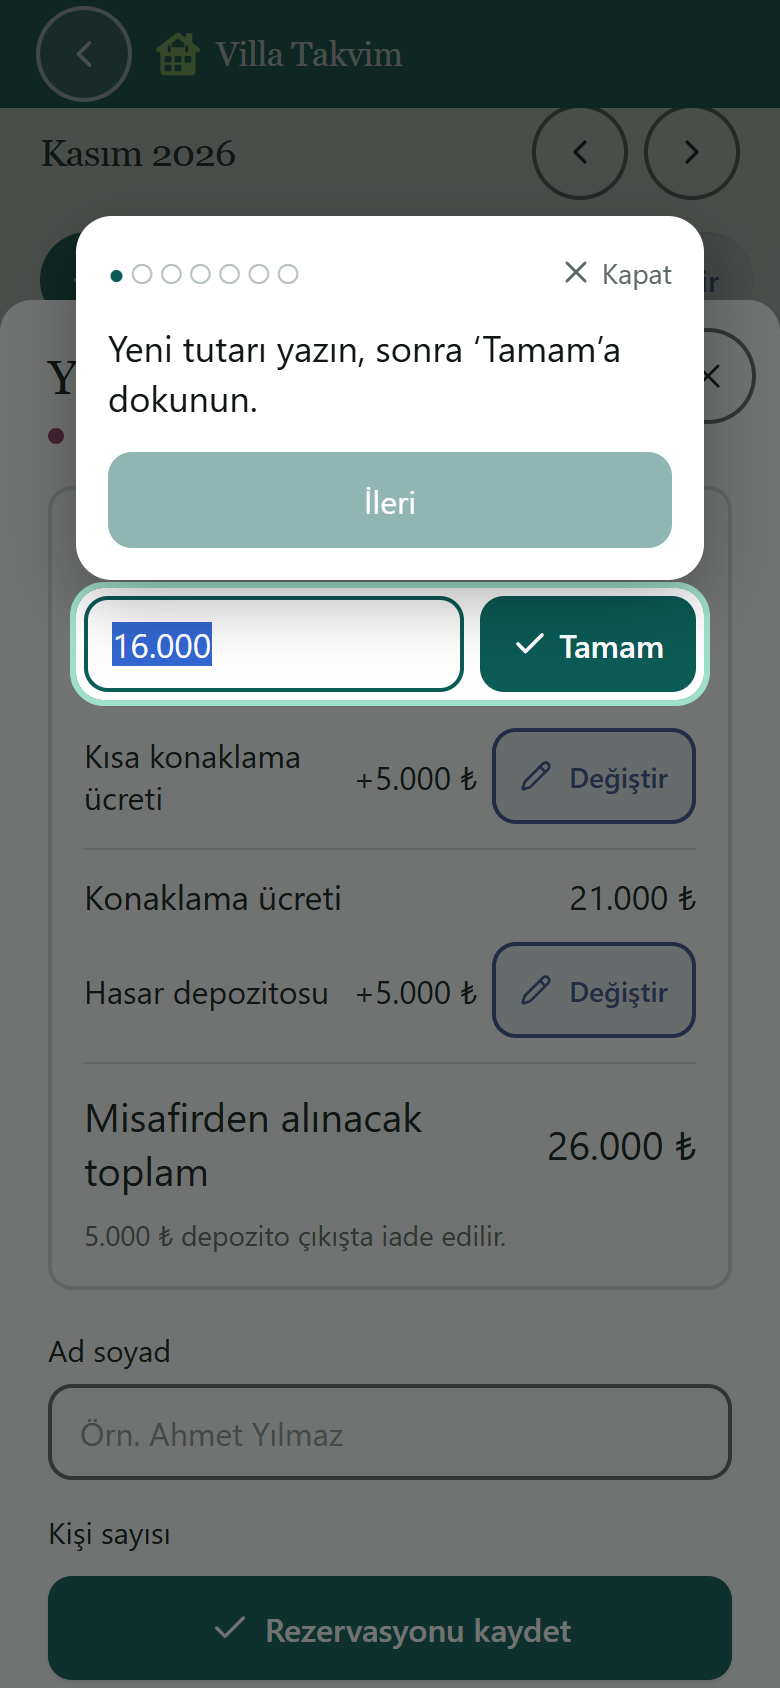 Villa Takvim
Kasım 2026
ir
Kapat
Y
Yeni tutarı yazın, sonra ‘Tamam’a
dokunun.
İleri
16.000
Tamam
Kısa konaklama
ücreti
+5.000 ₺
Değiştir
Konaklama ücreti
21.000 ₺
Hasar depozitosu
+5.000 ₺
Değiştir
Misafirden alınacak
toplam
26.000 ₺
5.000 ₺ depozito çıkışta iade edilir.
Ad soyad
Örn. Ahmet Yılmaz
Kişi sayısı
Rezervasyonu kaydet